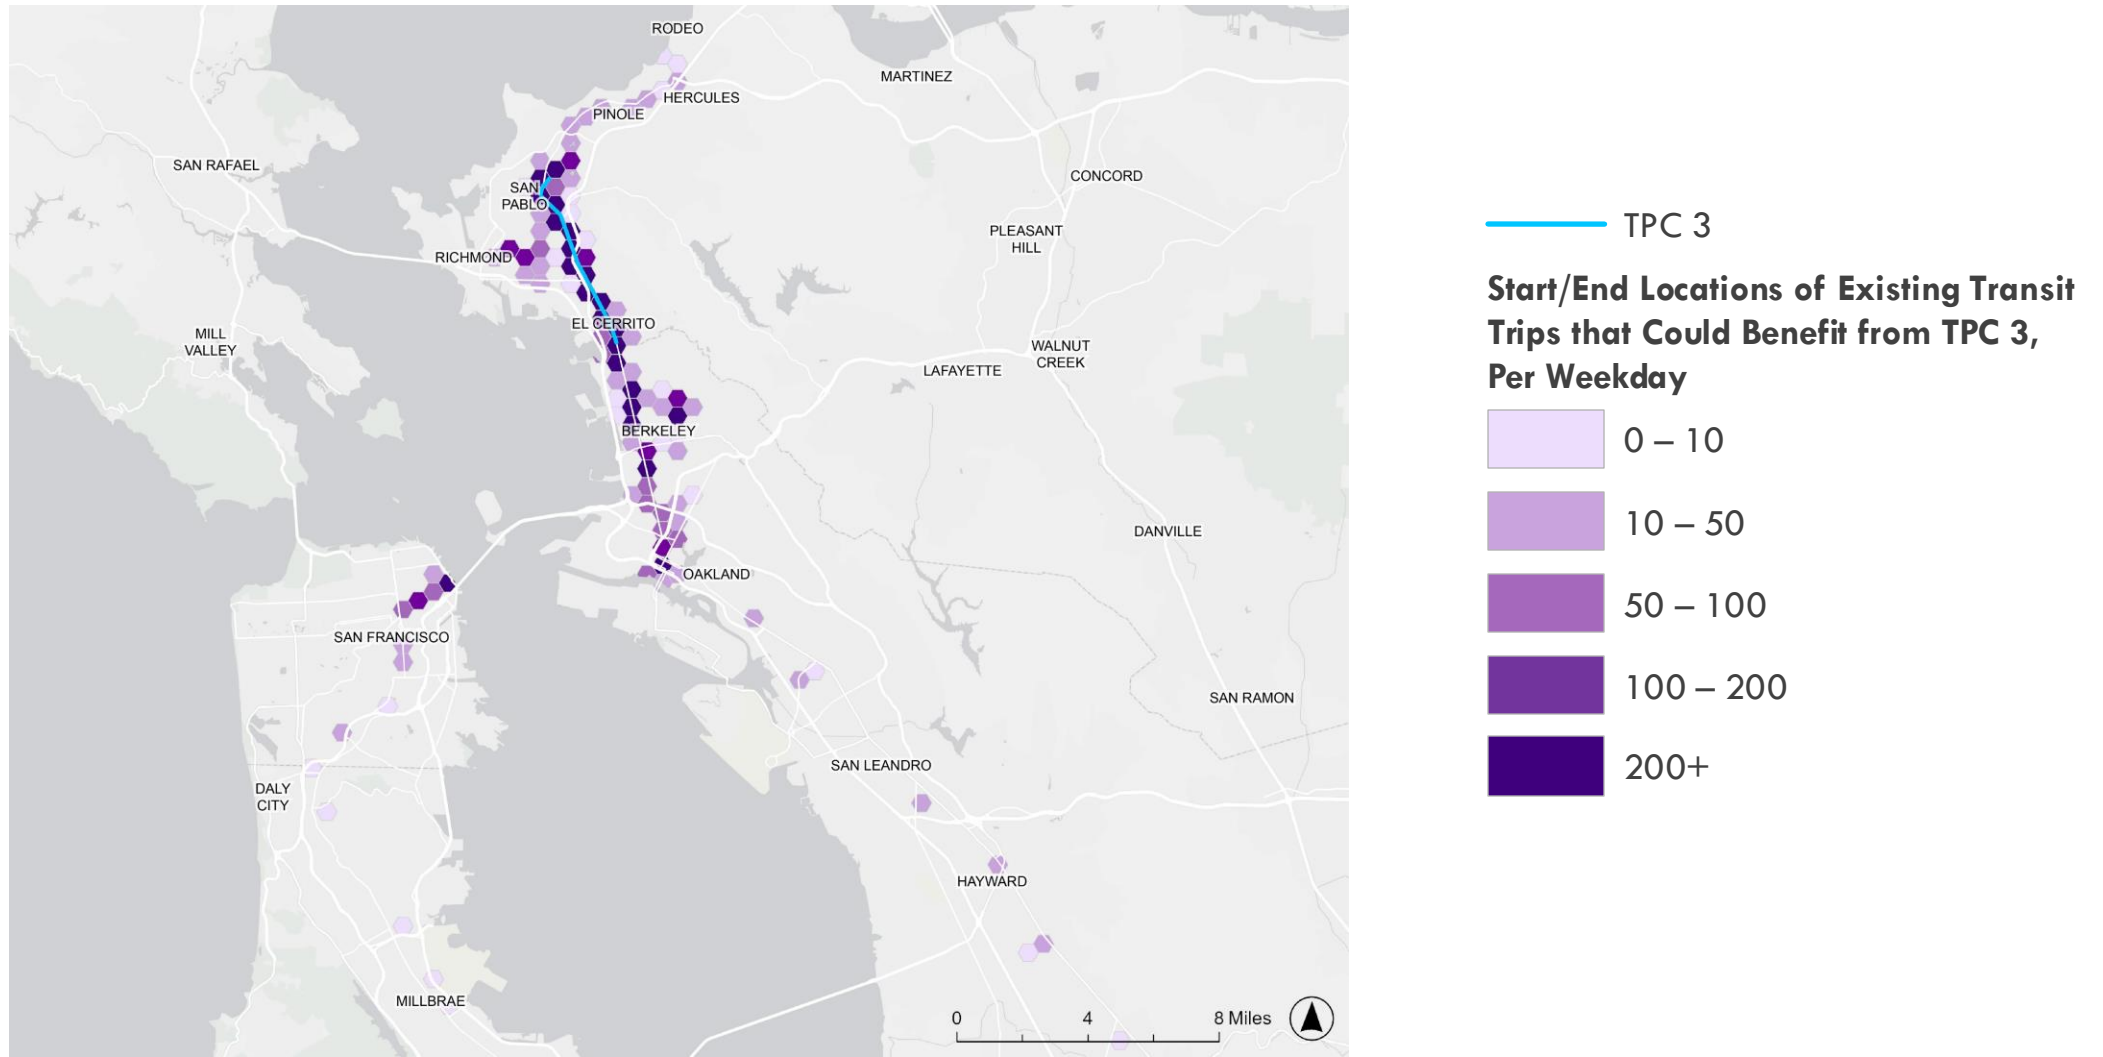 RODEO
MARTINEZ
HERCULES
PINOLE
SAN RAFAEL
CONCORD
SAN
PABLO
PLEASANT
HILL
RICHMOND
EL CERRITO
MILL
VALLEY
WALNUT
CREEK
LAFAYETTE
BERKELEY
DANVILLE
OAKLAND
SAN FRANCISCO
SAN RAMON
SAN LEANDRO
DALY
CITY
HAYWARD
MILLBRAE
0 4 8 Miles
TPC 3
Start/End Locations of Existing Transit
Trips that Could Benefit from TPC 3,
Per Weekday
0 – 10
10 – 50
50 – 100
100 – 200
200+